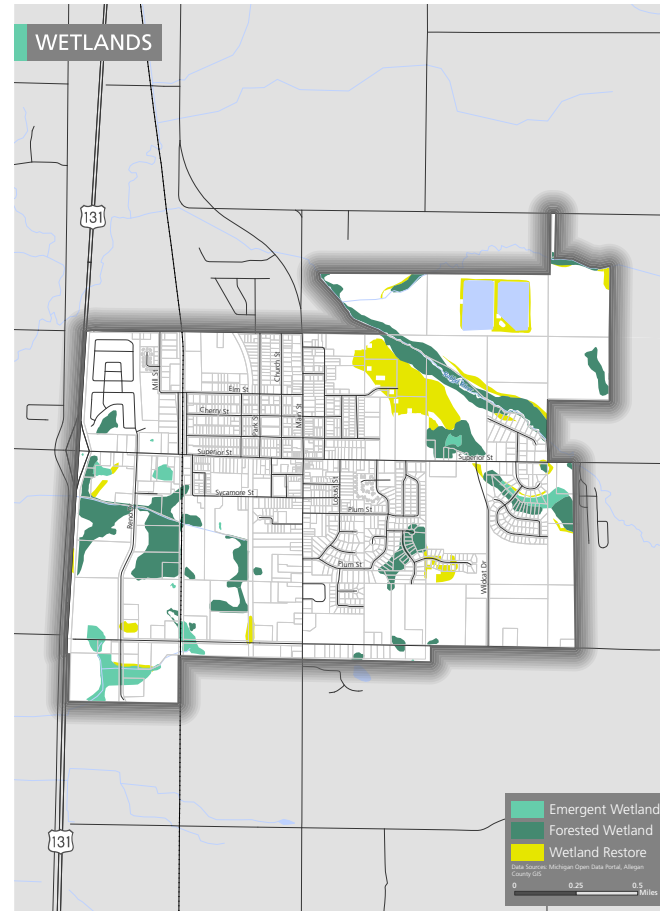 WETLANDS
131
Church St
Mill St
Elm St
Cherry St
Park St
Main St
Superior St
Superior St
Sycamore St
Locust St
Plum St
Plum St
Wildcat Dr
131
Emergent Wetland
Forested Wetland
Wetland Restore
Data Sources: Michigan Open Data Portal, Allegan
County GIS
0 0.25 0.5
Miles